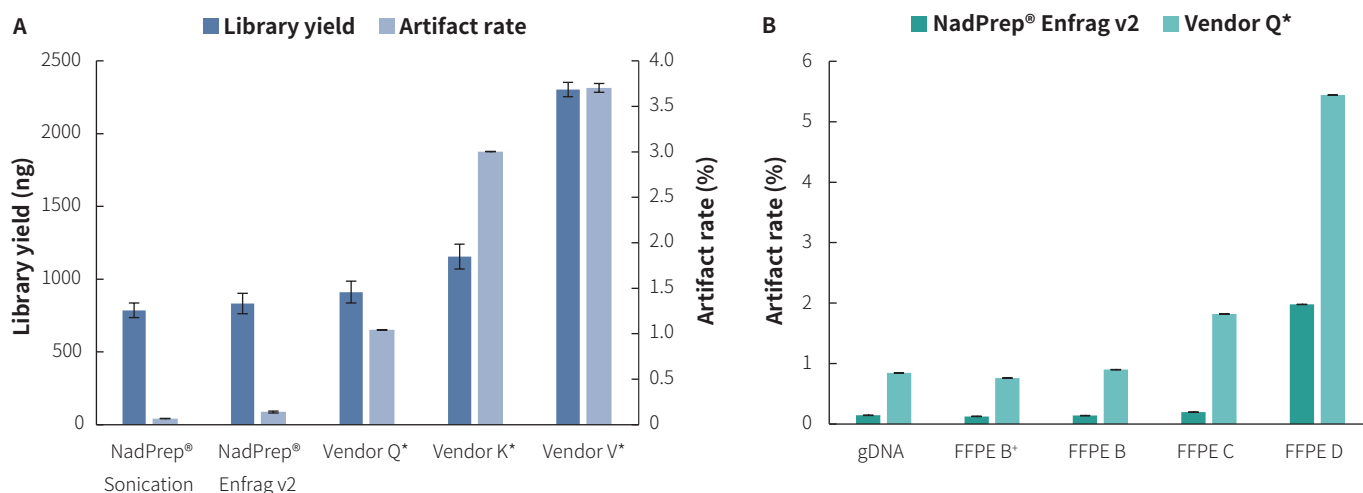 A
Library yield
Artifact rate
Library yield (ng)
2500
2000
1500
1000
500
0
4.0
3.5
3.0
2.5
2.0
1.5
1.0
0.5
0
Artifact rate (%)
NadPrep® Sonication
NadPrep® Enfrag v2
Vendor Q*
Vendor K*
Vendor V*
B
NadPrep® Enfrag v2
Vendor Q*
Artifact rate (%)
6
5
4
3
2
1
0
gDNA
FFPE B⁺
FFPE B
FFPE C
FFPE D